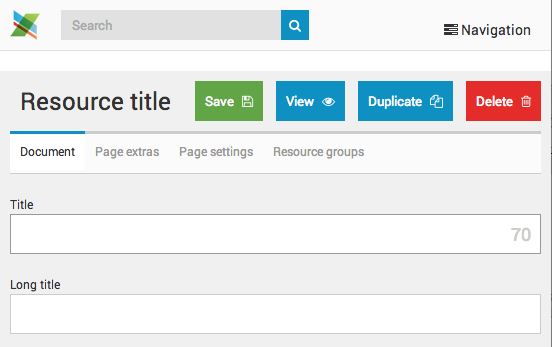 Search
Navigation
Resource title
Save
View
Duplicate
Delete
Document
Page extras
Page settings
Resource groups
Title
70
Long title